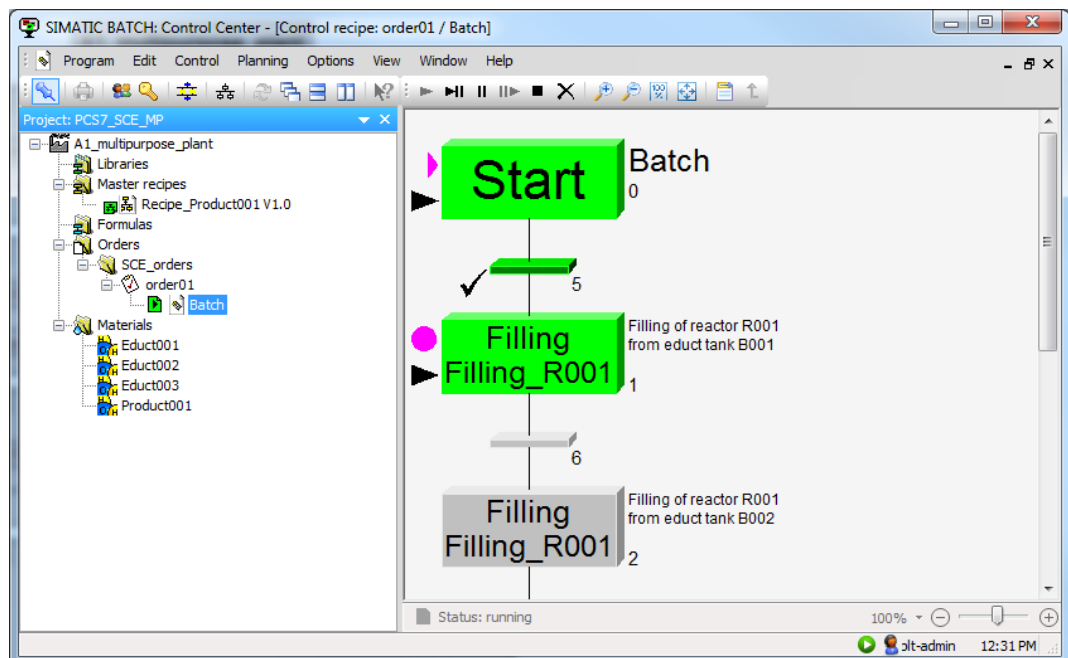 SIMATIC BATCH: Control Center - [Control recipe: order01 / Batch]
Program Edit Control Planning Options View Window Help
Project: PCS7_SCE_MP
A1_multipurpose_plant
Libraries
Master recipes
Recipe_Product001 V1.0
Formulas
Orders
SCE_orders
order01
Batch
Materials
Educt001
Educt002
Educt003
Product001
Start
Batch
0
5
Filling
Filling_R001
Filling of reactor R001
from educt tank B001
1
6
Filling
Filling_R001
Filling of reactor R001
from educt tank B002
2
Status: running
100%
12:31 PM